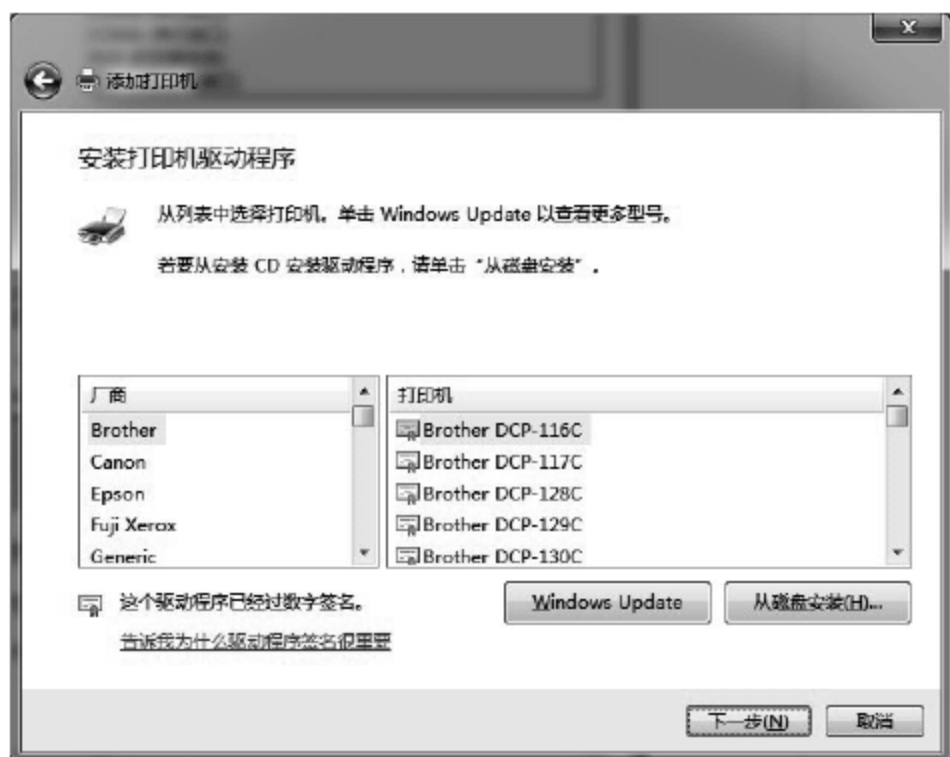 添加打印机
安装打印机驱动程序
从列表中选择打印机。单击 Windows Update 以查看更多型号。
若要从安装 CD 安装驱动程序，请单击“从磁盘安装”。
厂商
Brother
Canon
Epson
Fuji Xerox
Generic
打印机
Brother DCP-116C
Brother DCP-117C
Brother DCP-128C
Brother DCP-129C
Brother DCP-130C
这个驱动程序已经过数字签名。
告诉我为什么驱动程序签名很重要
Windows Update
从磁盘安装(H)...
下一步(N)
取消